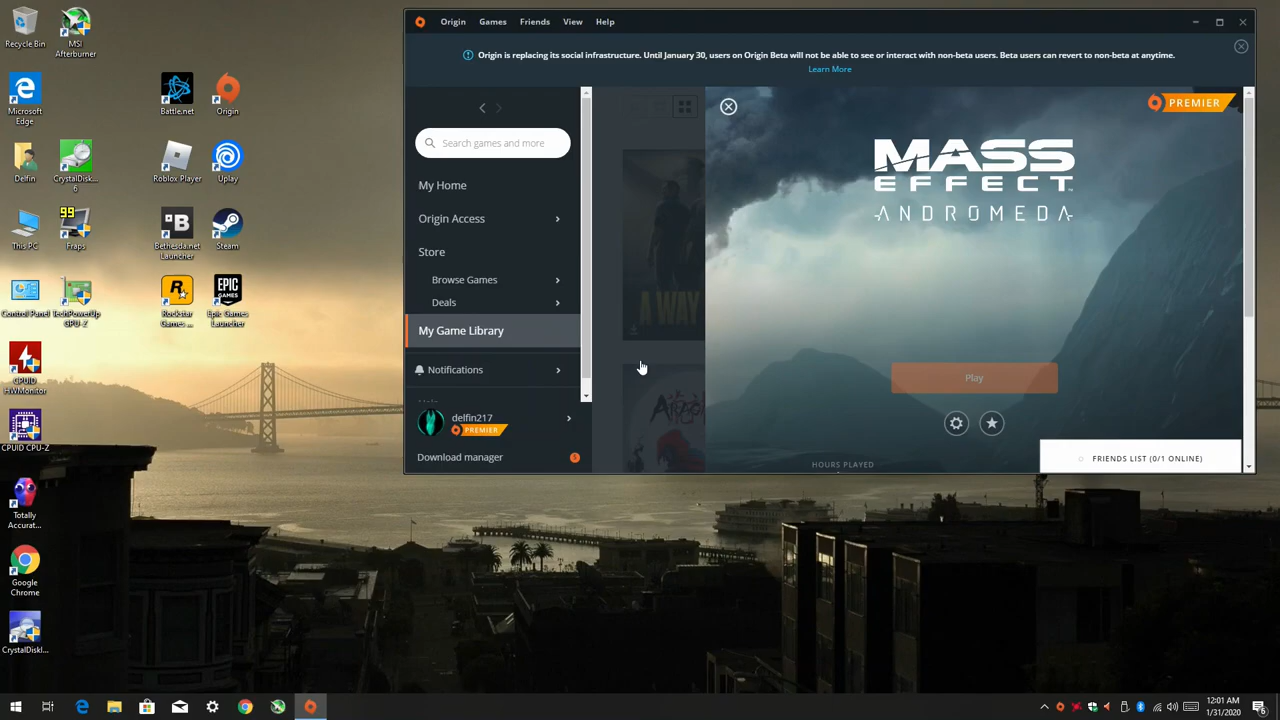 Recycle Bin
MSI
Afterburner
Microsoft
Edge
Battle.net
Origin
Delfin
CrystalDisk...
6
Roblox Player
Uplay
This PC
99
Fraps
Bethesda.net
Launcher
Steam
Control Panel
TechPowerUp
GPU-Z
Rockstar
Games ...
EPIC
GAMES
Epic Games
Launcher
CPUID
HWMonitor
CPUID CPU-Z
Totally
Accurat...
Google
Chrome
CrystalDiskI...
Origin Games Friends View Help
Origin is replacing its social infrastructure. Until January 30, users on Origin Beta will not be able to see or interact with non-beta users. Beta users can revert to non-beta at anytime.
Learn More
Search games and more
My Home
Origin Access
Store
Browse Games
Deals
My Game Library
Notifications
delfin217
PREMIER
Download manager
A WAY
PREMIER
MASS
EFFECT
ANDROMEDA
Play
HOURS PLAYED
FRIENDS LIST (0/1 ONLINE)
12:01 AM
1/31/2020